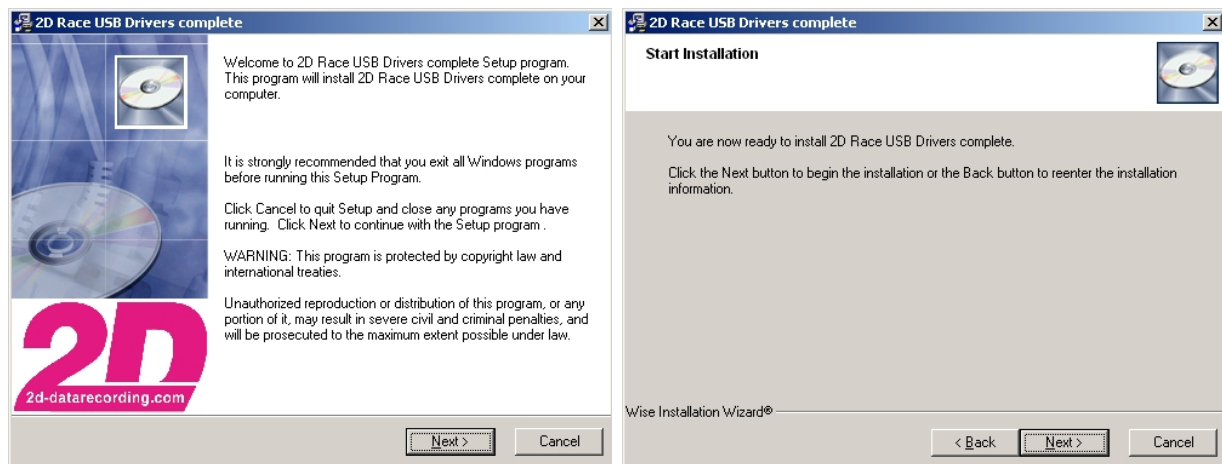 2D Race USB Drivers complete
Welcome to 2D Race USB Drivers complete Setup program.
This program will install 2D Race USB Drivers complete on your
computer.
It is strongly recommended that you exit all Windows programs
before running this Setup Program.
Click Cancel to quit Setup and close any programs you have
running.  Click Next to continue with the Setup program .
WARNING: This program is protected by copyright law and
international treaties.
Unauthorized reproduction or distribution of this program, or any
portion of it, may result in severe civil and criminal penalties, and
will be prosecuted to the maximum extent possible under law.
2D
2d-datarecording.com
Next >
Cancel
2D Race USB Drivers complete
Start Installation
You are now ready to install 2D Race USB Drivers complete.
Click the Next button to begin the installation or the Back button to reenter the installation
information.
Wise Installation Wizard®
< Back
Next >
Cancel